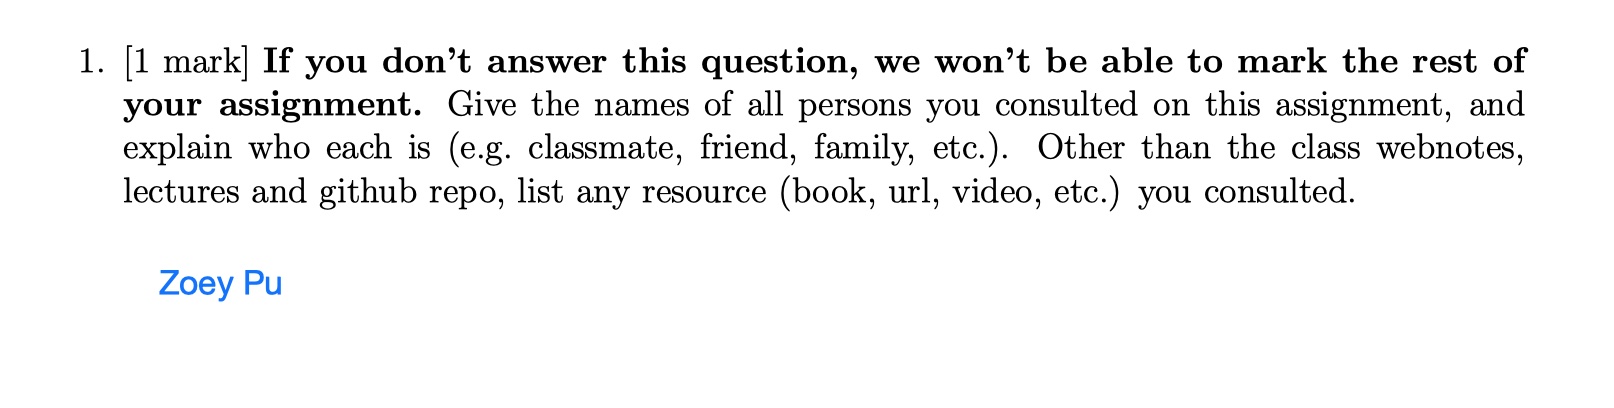 1. [1 mark] If you don’t answer this question, we won’t be able to mark the rest of
your assignment. Give the names of all persons you consulted on this assignment, and
explain who each is (e.g. classmate, friend, family, etc.). Other than the class webnotes,
lectures and github repo, list any resource (book, url, video, etc.) you consulted.
Zoey Pu